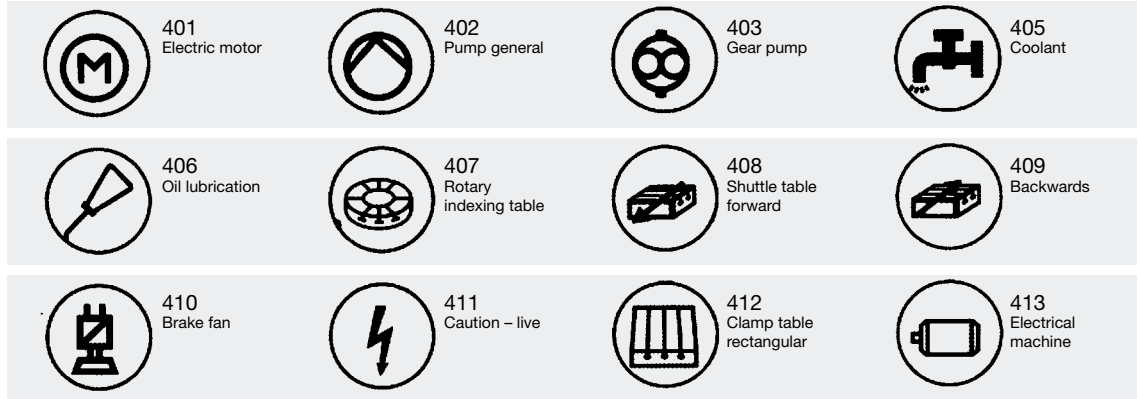 401
Electric motor
402
Pump general
403
Gear pump
405
Coolant
M
406
Oil lubrication
407
Rotary
indexing table
408
Shuttle table
forward
409
Backwards
410
Brake fan
411
Caution – live
412
Clamp table
rectangular
413
Electrical
machine